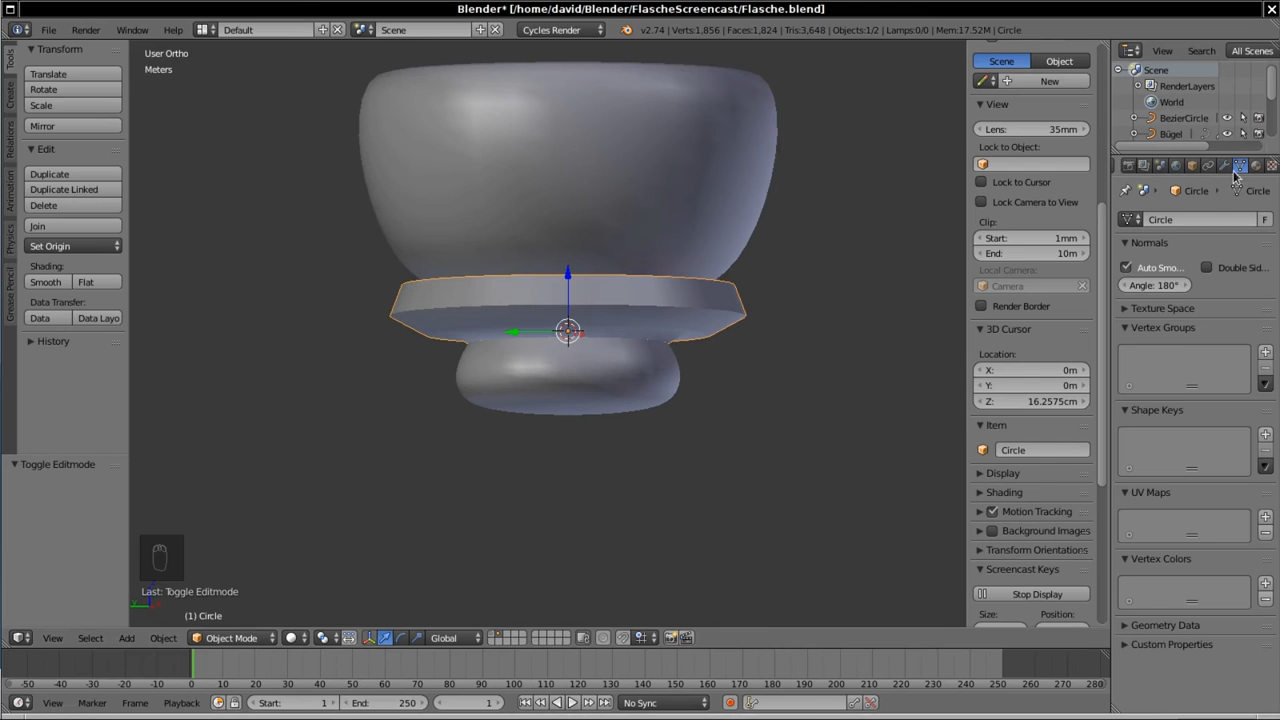 Blender* [/home/david/Blender/FlascheScreencast/Flasche.blend]
File Render Window Help Default Scene Cycles Render v2.74 | Verts:1,856 | Faces:1,824 | Tris:3,648 | Objects:1/2 | Lamps:0/0 | Mem:17.52M | Circle
Tools
Create
Relations
Animation
Physics
Grease Pencil
Transform
Translate
Rotate
Scale
Mirror
Edit
Duplicate
Duplicate Linked
Delete
Join
Set Origin
Shading:
Smooth Flat
Data Transfer:
Data Data Layo
History
Toggle Editmode
User Ortho
Meters
Last: Toggle Editmode
(1) Circle
Scene Object
New
View
Lens: 35mm
Lock to Object:
Lock to Cursor
Lock Camera to View
Clip:
Start: 1mm
End: 10m
Local Camera:
Camera
Render Border
3D Cursor
Location:
X: 0m
Y: 0m
Z: 16.2575cm
Item
Circle
Display
Shading
Motion Tracking
Background Images
Transform Orientations
Screencast Keys
Stop Display
Size: Position:
View Search All Scenes
Scene
RenderLayers
World
BezierCircle
Bügel
Circle Circle
Circle F
Normals
Auto Smo... Double Sid...
Angle: 180°
Texture Space
Vertex Groups
Shape Keys
UV Maps
Vertex Colors
Geometry Data
Custom Properties
View Select Add Object Object Mode Global
-50 -40 -30 -20 -10 0 10 20 30 40 50 60 70 80 90 100 110 120 130 140 150 160 170 180 190 200 210 220 230 240 250 260 270 280
View Marker Frame Playback Start: 1 End: 250 1 No Sync